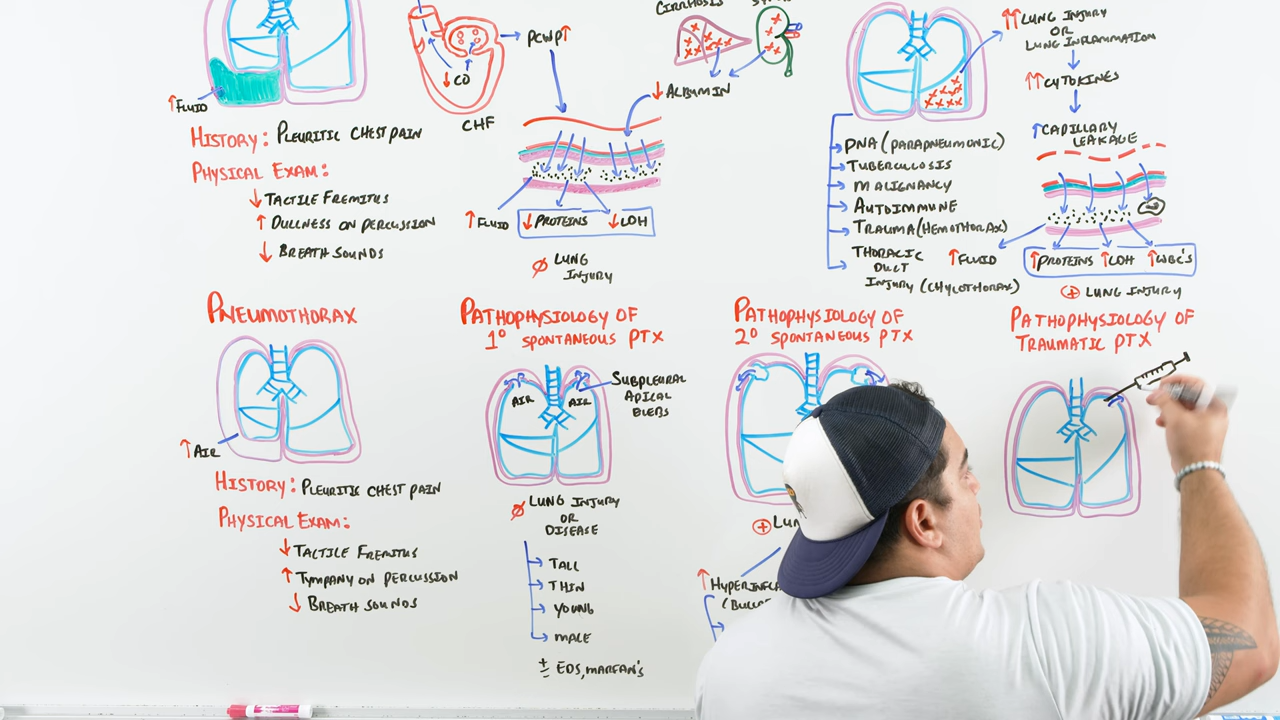 ↑ FLUID
HISTORY: PLEURITIC CHEST PAIN
PHYSICAL EXAM:
↓ TACTILE FREMITUS
↑ DULLNESS ON PERCUSSION
↓ BREATH SOUNDS
↓ CO
CHF
PCWP↑
CIRRHOSIS
↓ ALBUMIN
↑ FLUID
↓ PROTEINS ↓ LDH
Ø LUNG
INJURY
↑↑ LUNG INJURY
OR
LUNG INFLAMMATION
↑↑ CYTOKINES
↑ CAPILLARY
LEAKAGE
PNA (PARAPNEUMONIC)
TUBERCULOSIS
MALIGNANCY
AUTOIMMUNE
TRAUMA (HEMOTHORAX)
THORACIC
DUCT
INJURY (CHYLOTHORAX)
↑ FLUID
↑ PROTEINS ↑ LDH ↑ WBC'S
⊕ LUNG INJURY
PNEUMOTHORAX
↑ AIR
HISTORY: PLEURITIC CHEST PAIN
PHYSICAL EXAM:
↓ TACTILE FREMITUS
↑ TYMPANY ON PERCUSSION
↓ BREATH SOUNDS
PATHOPHYSIOLOGY OF
1° SPONTANEOUS PTX
AIR AIR
SUBPLEURAL
APICAL
BLEBS
Ø LUNG INJURY
OR
DISEASE
TALL
THIN
YOUNG
MALE
± EDS, MARFAN'S
PATHOPHYSIOLOGY OF
2° SPONTANEOUS PTX
⊕
↑
PATHOPHYSIOLOGY OF
TRAUMATIC PTX